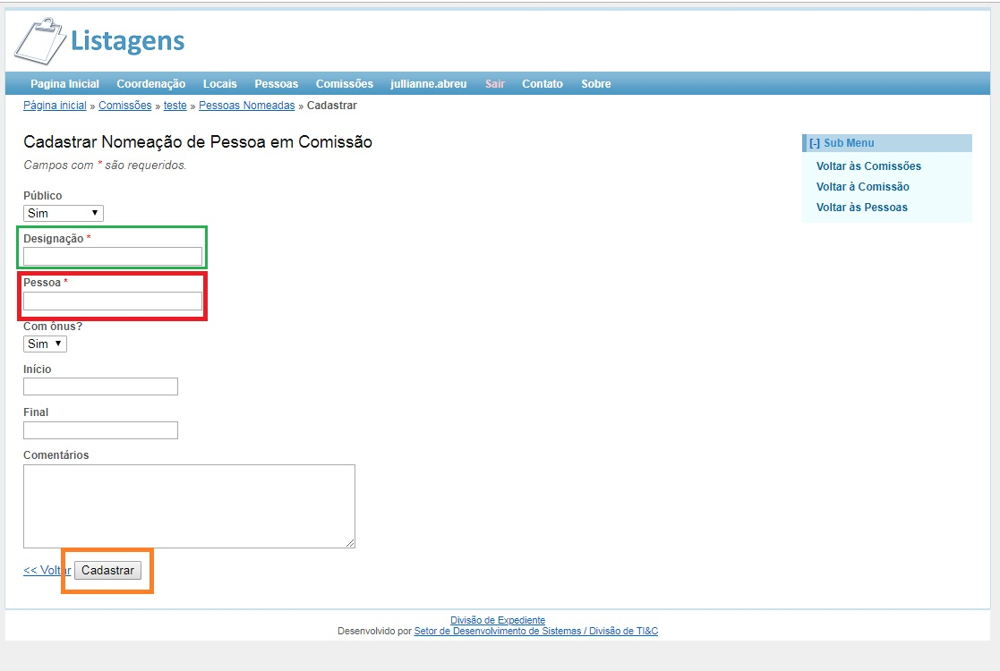 Listagens
Pagina Inicial Coordenação Locais Pessoas Comissões jullianne.abreu Sair Contato Sobre
Página inicial » Comissões » teste » Pessoas Nomeadas » Cadastrar
Cadastrar Nomeação de Pessoa em Comissão
Campos com * são requeridos.
Público
Sim
Designação *
Pessoa *
Com ônus?
Sim
Início
Final
Comentários
<< Voltar Cadastrar
[-] Sub Menu
Voltar às Comissões
Voltar à Comissão
Voltar às Pessoas
Divisão de Expediente
Desenvolvido por Setor de Desenvolvimento de Sistemas / Divisão de TI&C